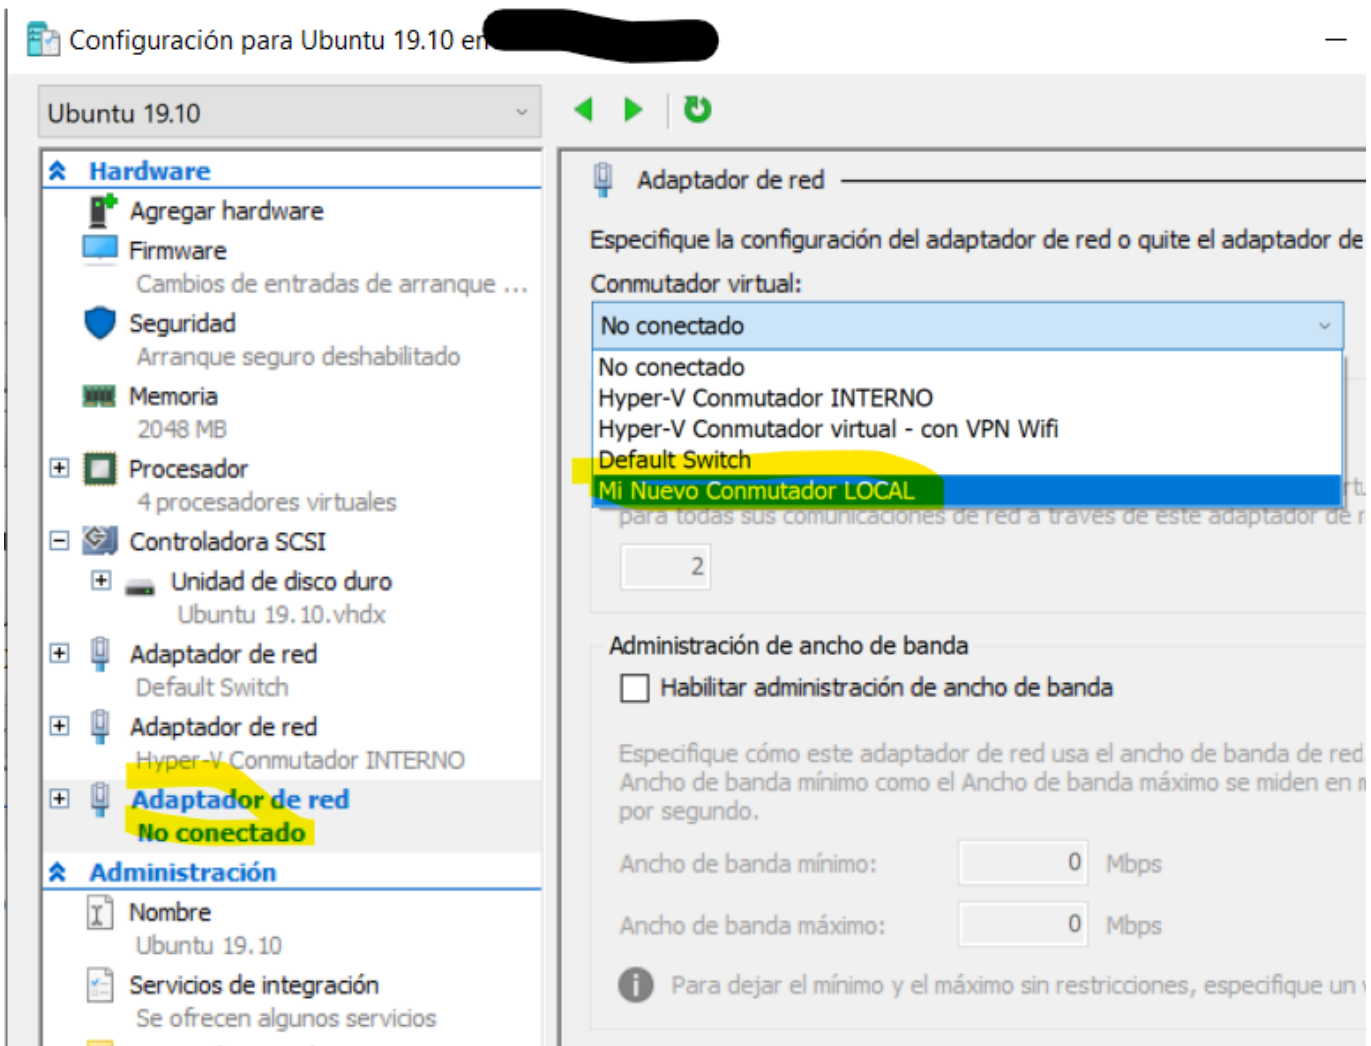 Configuración para Ubuntu 19.10 en
Ubuntu 19.10
Hardware
Agregar hardware
Firmware
Cambios de entradas de arranque ...
Seguridad
Arranque seguro deshabilitado
Memoria
2048 MB
Procesador
4 procesadores virtuales
Controladora SCSI
Unidad de disco duro
Ubuntu 19.10.vhdx
Adaptador de red
Default Switch
Adaptador de red
Hyper-V Conmutador INTERNO
Adaptador de red
No conectado
Administración
Nombre
Ubuntu 19.10
Servicios de integración
Se ofrecen algunos servicios
Adaptador de red
Especifique la configuración del adaptador de red o quite el adaptador de
Conmutador virtual:
No conectado
No conectado
Hyper-V Conmutador INTERNO
Hyper-V Conmutador virtual - con VPN Wifi
Default Switch
Mi Nuevo Conmutador LOCAL
para todas sus comunicaciones de red a través de este adaptador de r
2
Administración de ancho de banda
Habilitar administración de ancho de banda
Especifique cómo este adaptador de red usa el ancho de banda de red.
Ancho de banda mínimo como el Ancho de banda máximo se miden en m
por segundo.
Ancho de banda mínimo: 0 Mbps
Ancho de banda máximo: 0 Mbps
Para dejar el mínimo y el máximo sin restricciones, especifique un v